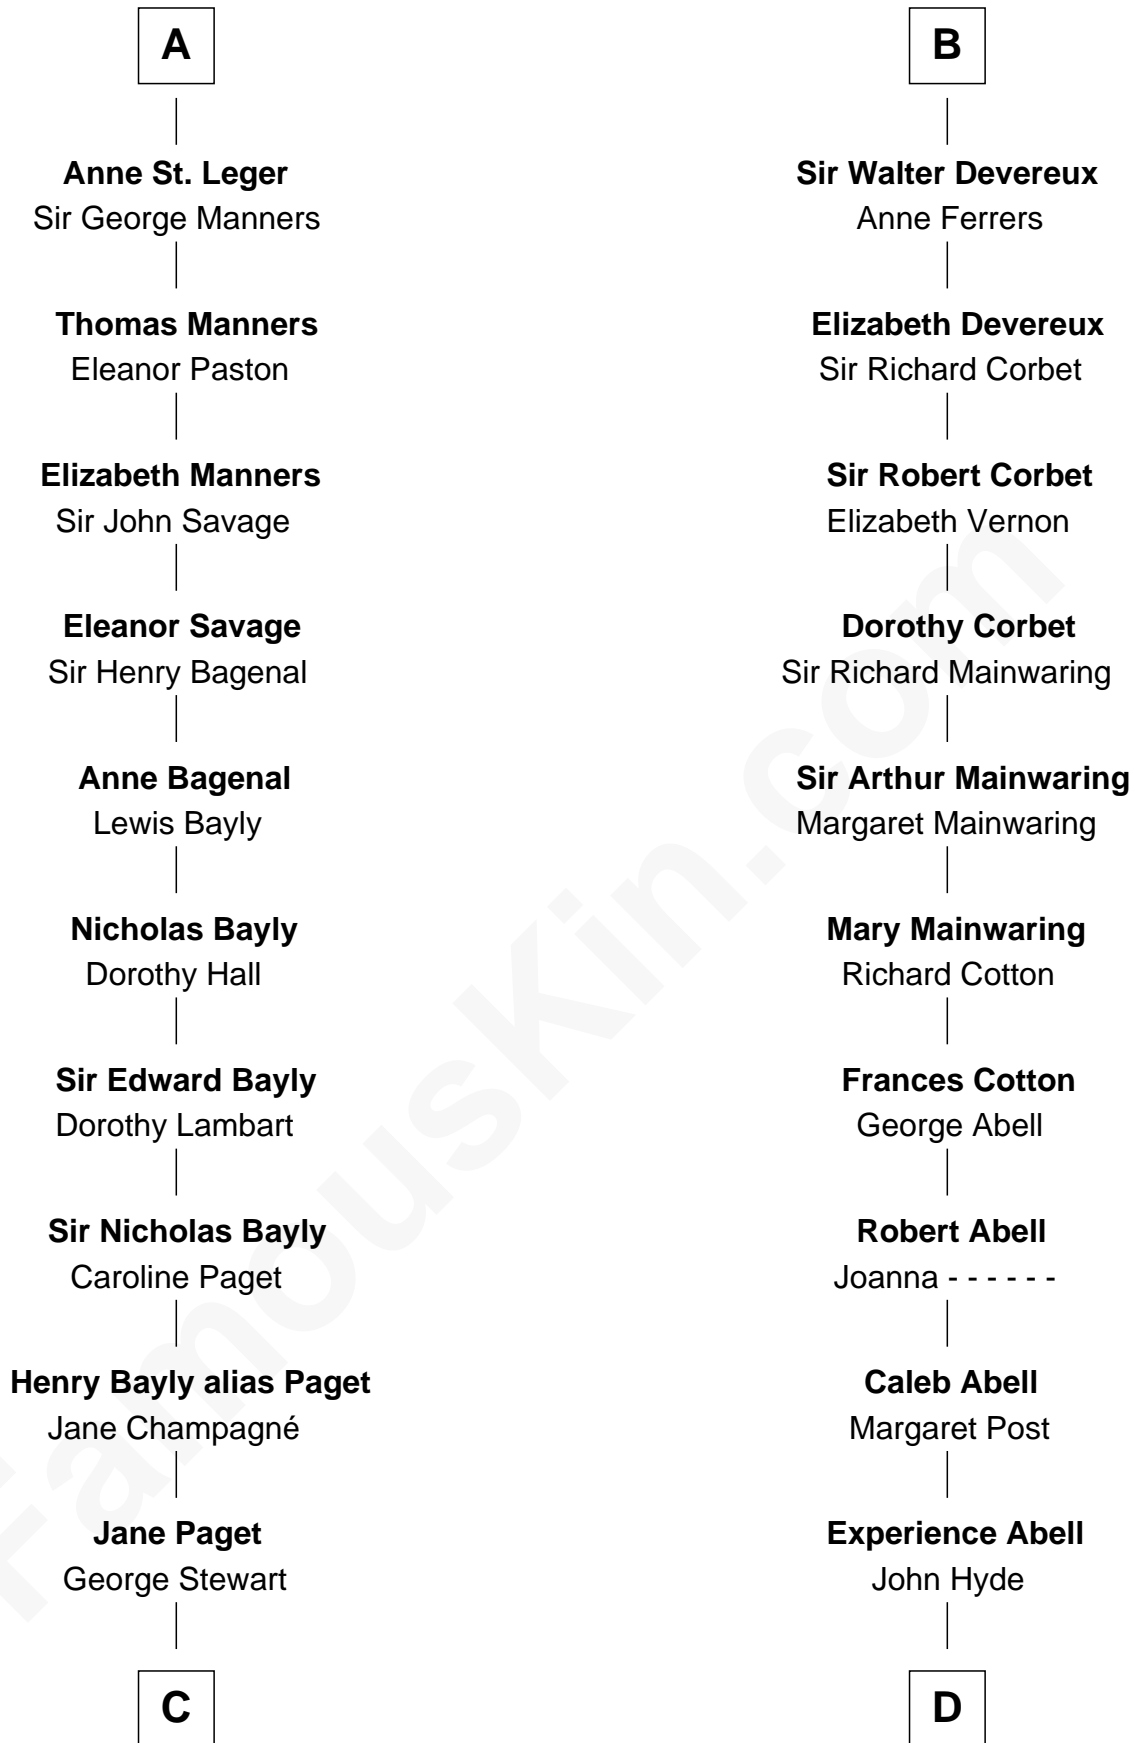 A
Anne St. Leger
Sir George Manners
Thomas Manners
Eleanor Paston
Elizabeth Manners
Sir John Savage
Eleanor Savage
Sir Henry Bagenal
Anne Bagenal
Lewis Bayly
Nicholas Bayly
Dorothy Hall
Sir Edward Bayly
Dorothy Lambart
Sir Nicholas Bayly
Caroline Paget
Henry Bayly alias Paget
Jane Champagné
Jane Paget
George Stewart
C
B
Sir Walter Devereux
Anne Ferrers
Elizabeth Devereux
Sir Richard Corbet
Sir Robert Corbet
Elizabeth Vernon
Dorothy Corbet
Sir Richard Mainwaring
Sir Arthur Mainwaring
Margaret Mainwaring
Mary Mainwaring
Richard Cotton
Frances Cotton
George Abell
Robert Abell
Joanna - - - - - -
Caleb Abell
Margaret Post
Experience Abell
John Hyde
D
FamousKin.com